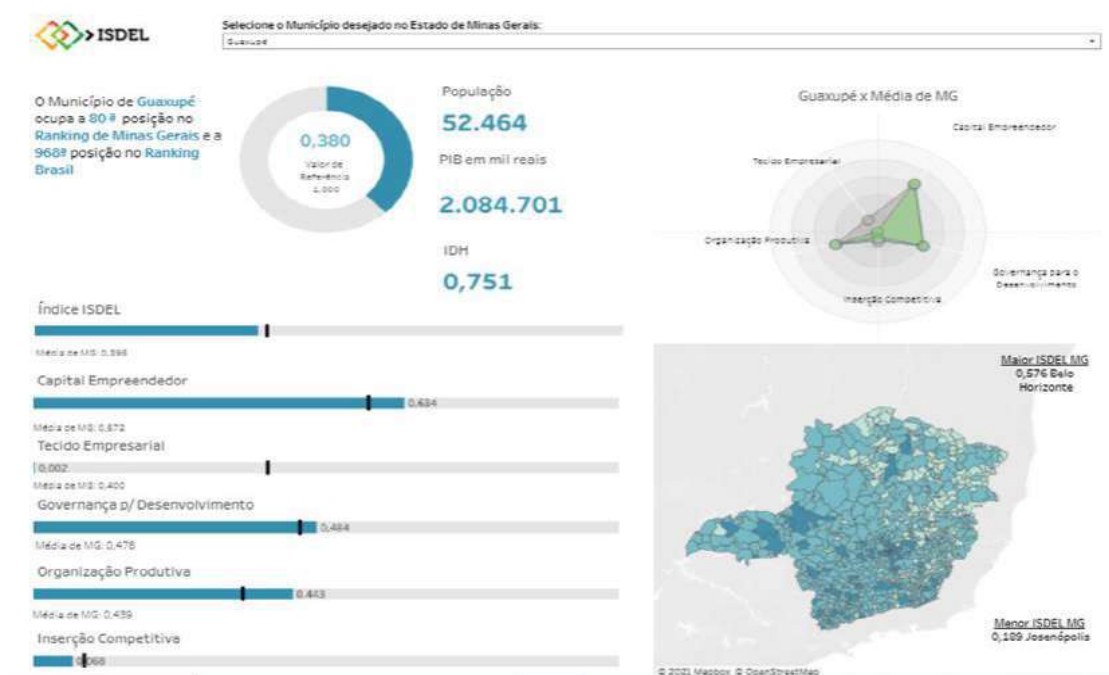 ISDEL
Selecione o Município desejado no Estado de Minas Gerais:
Guaxupé
O Município de Guaxupé
ocupa a 80ª posição no
Ranking de Minas Gerais e a
968ª posição no Ranking
Brasil
0,380
Valor de
Referência
1,000
População
52.464
PIB em mil reais
2.084.701
IDH
0,751
Guaxupé x Média de MG
Capital Empreendedor
Tecido Empresarial
Organização Produtiva
Governança para o
Desenvolvimento
Inserção Competitiva
Índice ISDEL
Média de MG: 0,398
Capital Empreendedor
0,634
Média de MG: 0,572
Tecido Empresarial
0,002
Média de MG: 0,400
Governança p/ Desenvolvimento
0,484
Média de MG: 0,478
Organização Produtiva
0,443
Média de MG: 0,439
Inserção Competitiva
0,068
Maior ISDEL MG
0,576 Belo
Horizonte
Menor ISDEL MG
0,189 Josenópolis
© 2021 Mapbox © OpenStreetMap